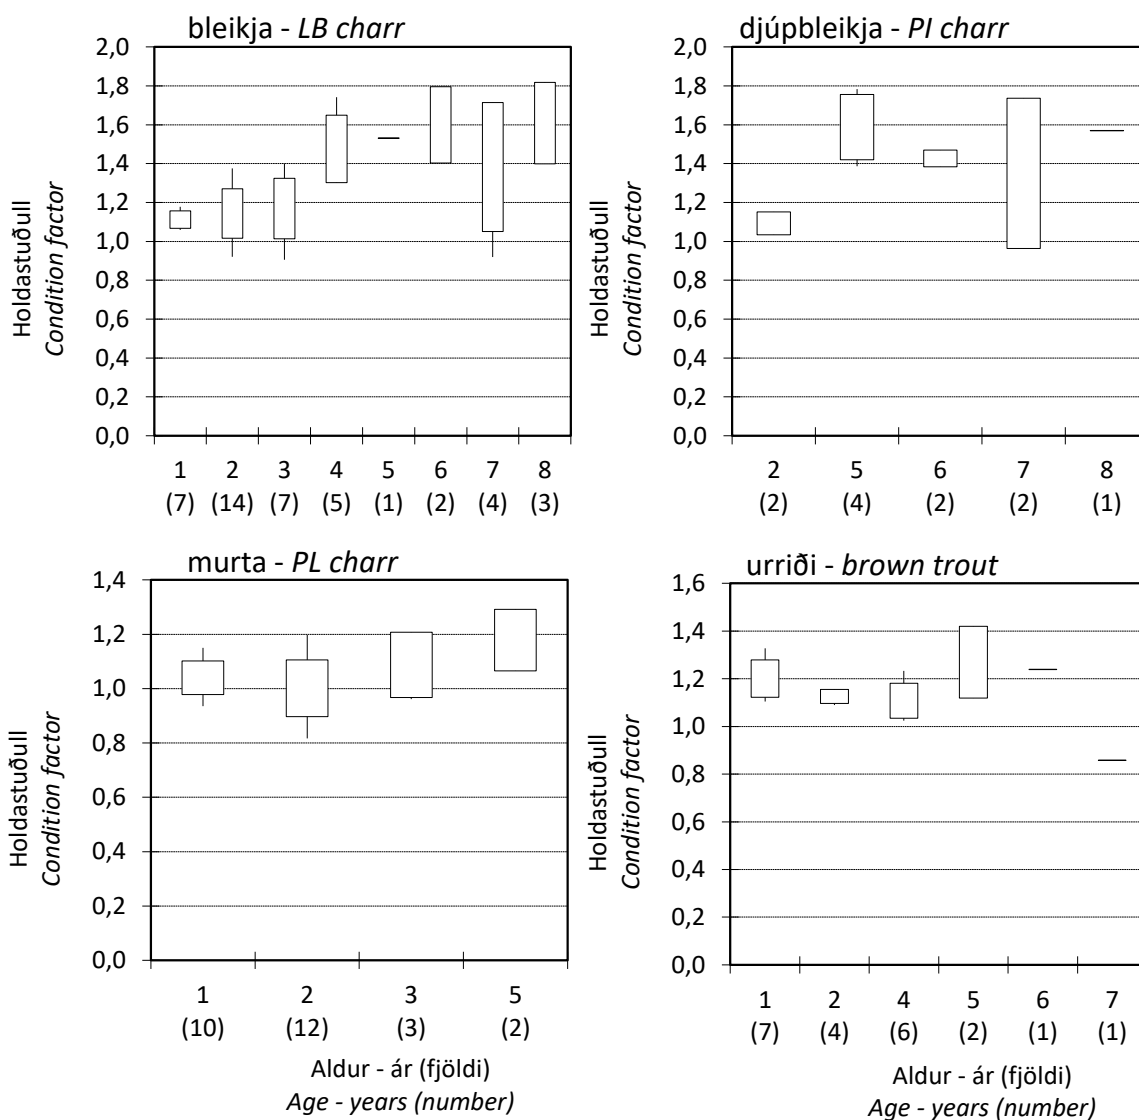 bleikja - LB charr
2,0
1,8
1,6
1,4
1,2
1,0
0,8
0,6
0,4
0,2
0,0
Holdastuðull
Condition factor
1 2 3 4 5 6 7 8
(7) (14) (7) (5) (1) (2) (4) (3)
djúpbleikja - PI charr
2,0
1,8
1,6
1,4
1,2
1,0
0,8
0,6
0,4
0,2
0,0
Holdastuðull
Condition factor
2 5 6 7 8
(2) (4) (2) (2) (1)
murta - PL charr
1,4
1,2
1,0
0,8
0,6
0,4
0,2
0,0
Holdastuðull
Condition factor
1 2 3 5
(10) (12) (3) (2)
Aldur - ár (fjöldi)
Age - years (number)
urriði - brown trout
1,6
1,4
1,2
1,0
0,8
0,6
0,4
0,2
0,0
Holdastuðull
Condition factor
1 2 4 5 6 7
(7) (4) (6) (2) (1) (1)
Aldur - ár (fjöldi)
Age - years (number)